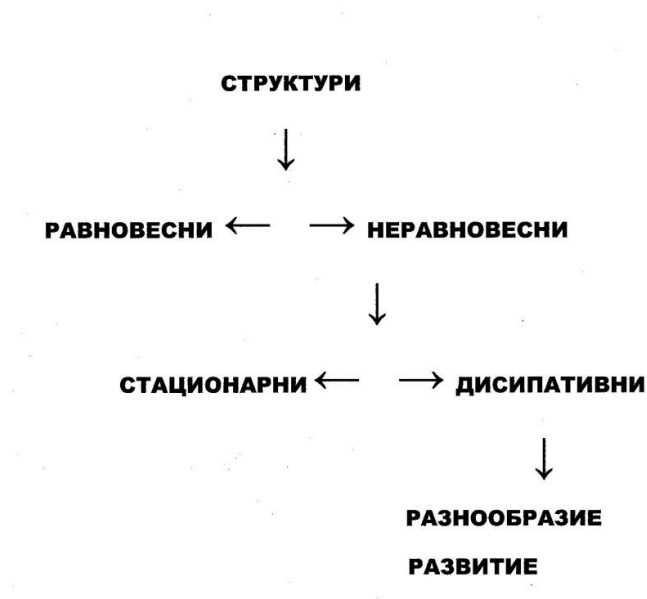 СТРУКТУРИ
РАВНОВЕСНИ ← → НЕРАВНОВЕСНИ
СТАЦИОНАРНИ ← → ДИСИПАТИВНИ
РАЗНООБРАЗИЕ
РАЗВИТИЕ